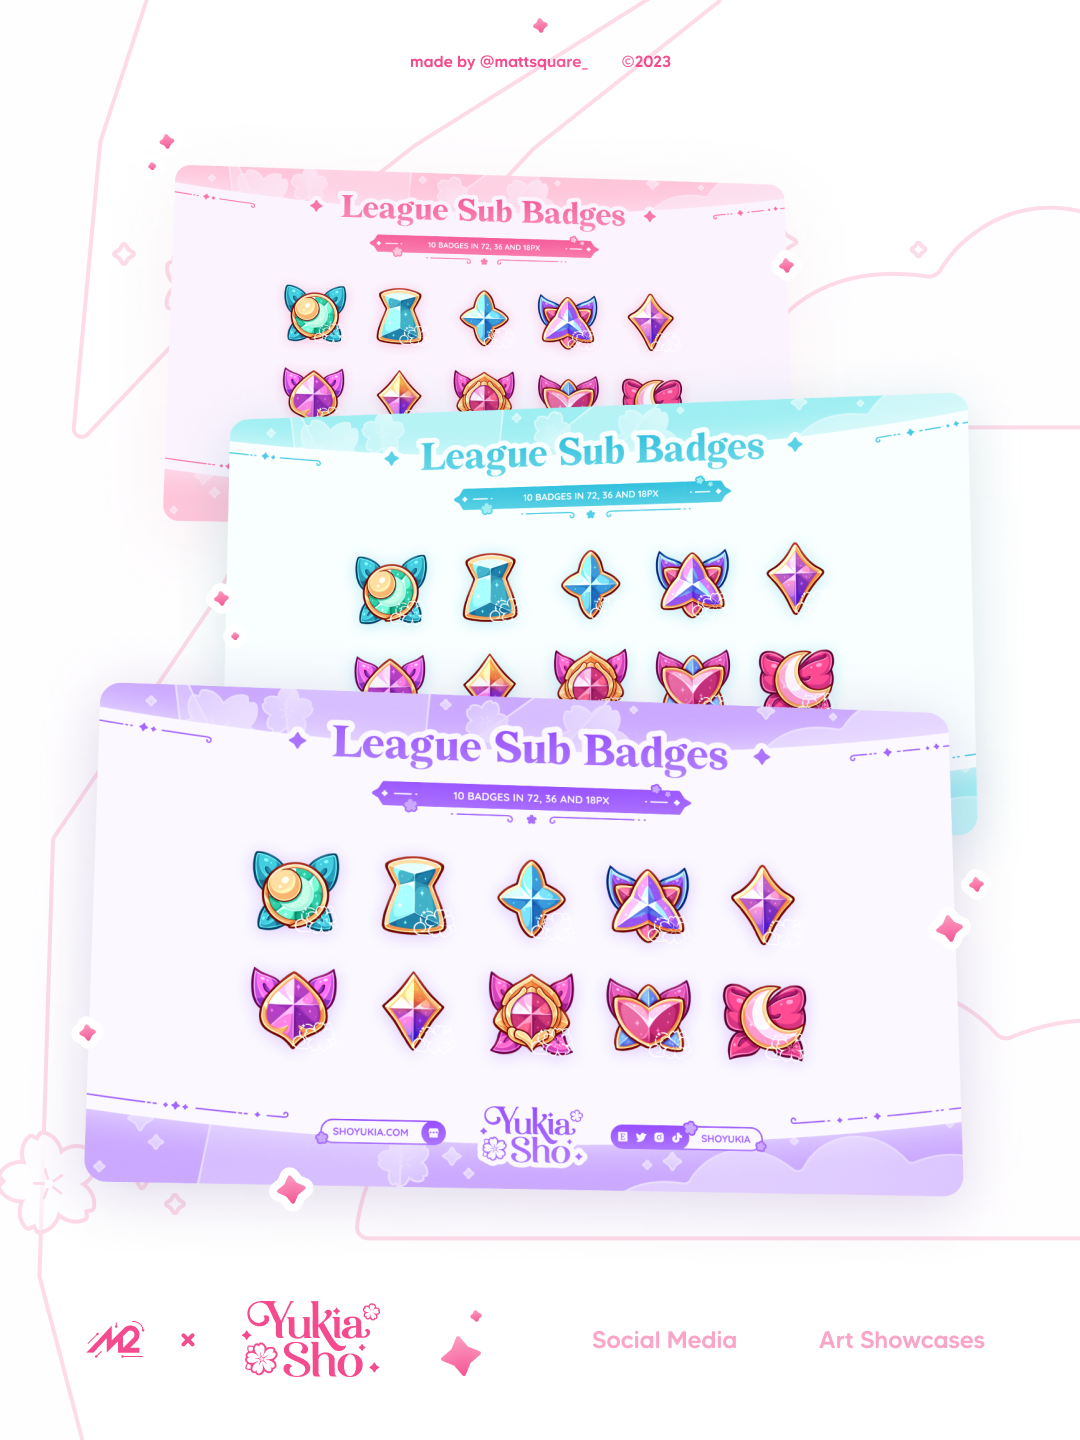 made by @mattsquare_ ©2023
League Sub Badges
10 BADGES IN 72, 36 AND 18PX
League Sub Badges
10 BADGES IN 72, 36 AND 18PX
League Sub Badges
10 BADGES IN 72, 36 AND 18PX
SHOYUKIA.COM
Yukia
Sho
SHOYUKIA
M2 × Yukia
Sho
Social Media
Art Showcases